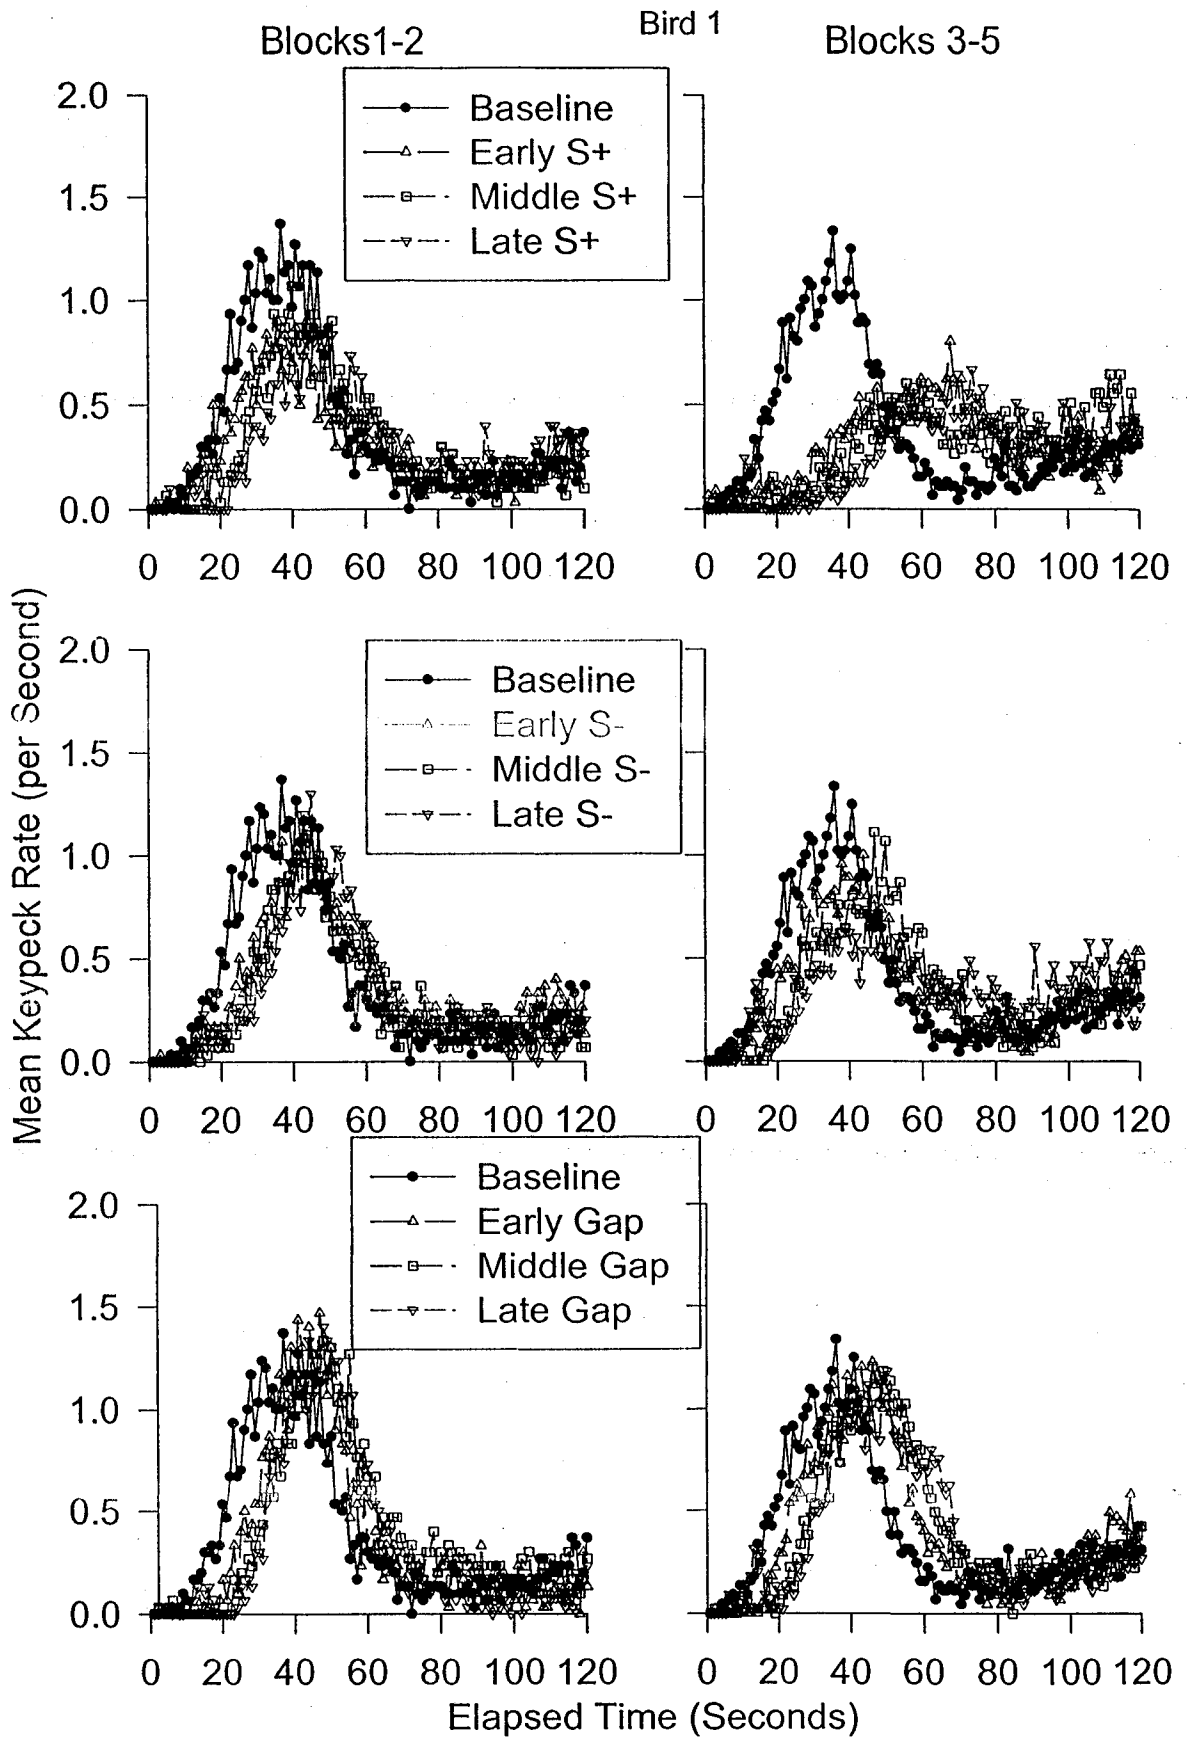 Bird 1
Blocks1-2
Blocks 3-5
Baseline
Early S+
Middle S+
Late S+
2.0
1.5
1.0
0.5
0.0
0 20 40 60 80 100 120
0 20 40 60 80 100 120
Mean Keypeck Rate (per Second)
Baseline
Early S-
Middle S-
Late S-
2.0
1.5
1.0
0.5
0.0
0 20 40 60 80 100 120
0 20 40 60 80 100 120
Baseline
Early Gap
Middle Gap
Late Gap
2.0
1.5
1.0
0.5
0.0
0 20 40 60 80 100 120
0 20 40 60 80 100 120
Elapsed Time (Seconds)